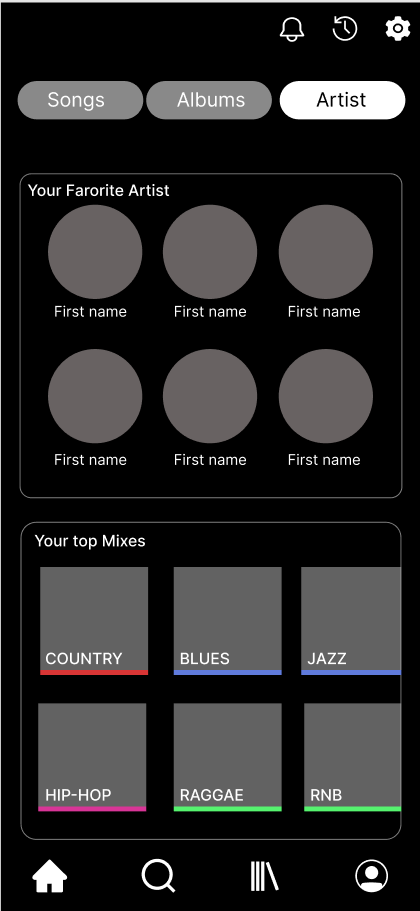 Songs Albums Artist
Your Farorite Artist
First name First name First name
First name First name First name
Your top Mixes
COUNTRY BLUES JAZZ
HIP-HOP RAGGAE RNB